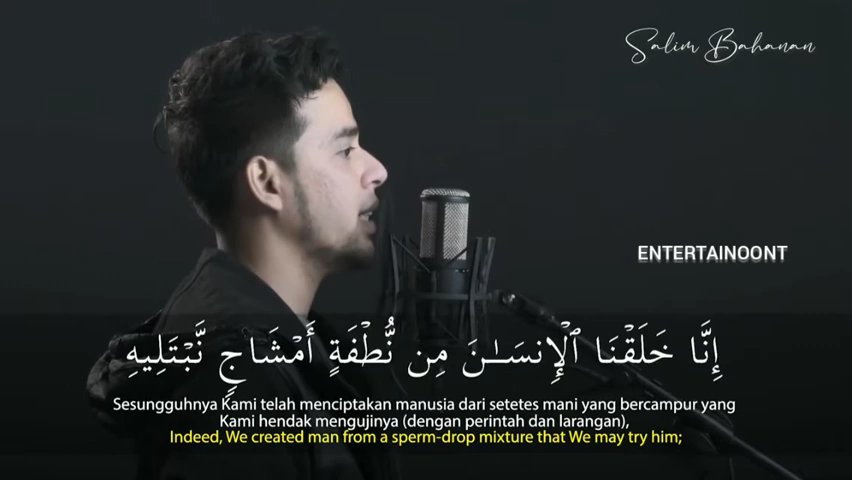 Salim Bahanan
ENTERTAINOONT
إِنَّا خَلَقْنَا ٱلْإِنسَـٰنَ مِن نُّطْفَةٍ أَمْشَاجٍ نَّبْتَلِيهِ
Sesungguhnya Kami telah menciptakan manusia dari setetes mani yang bercampur yang
Kami hendak mengujinya (dengan perintah dan larangan),
Indeed, We created man from a sperm-drop mixture that We may try him;